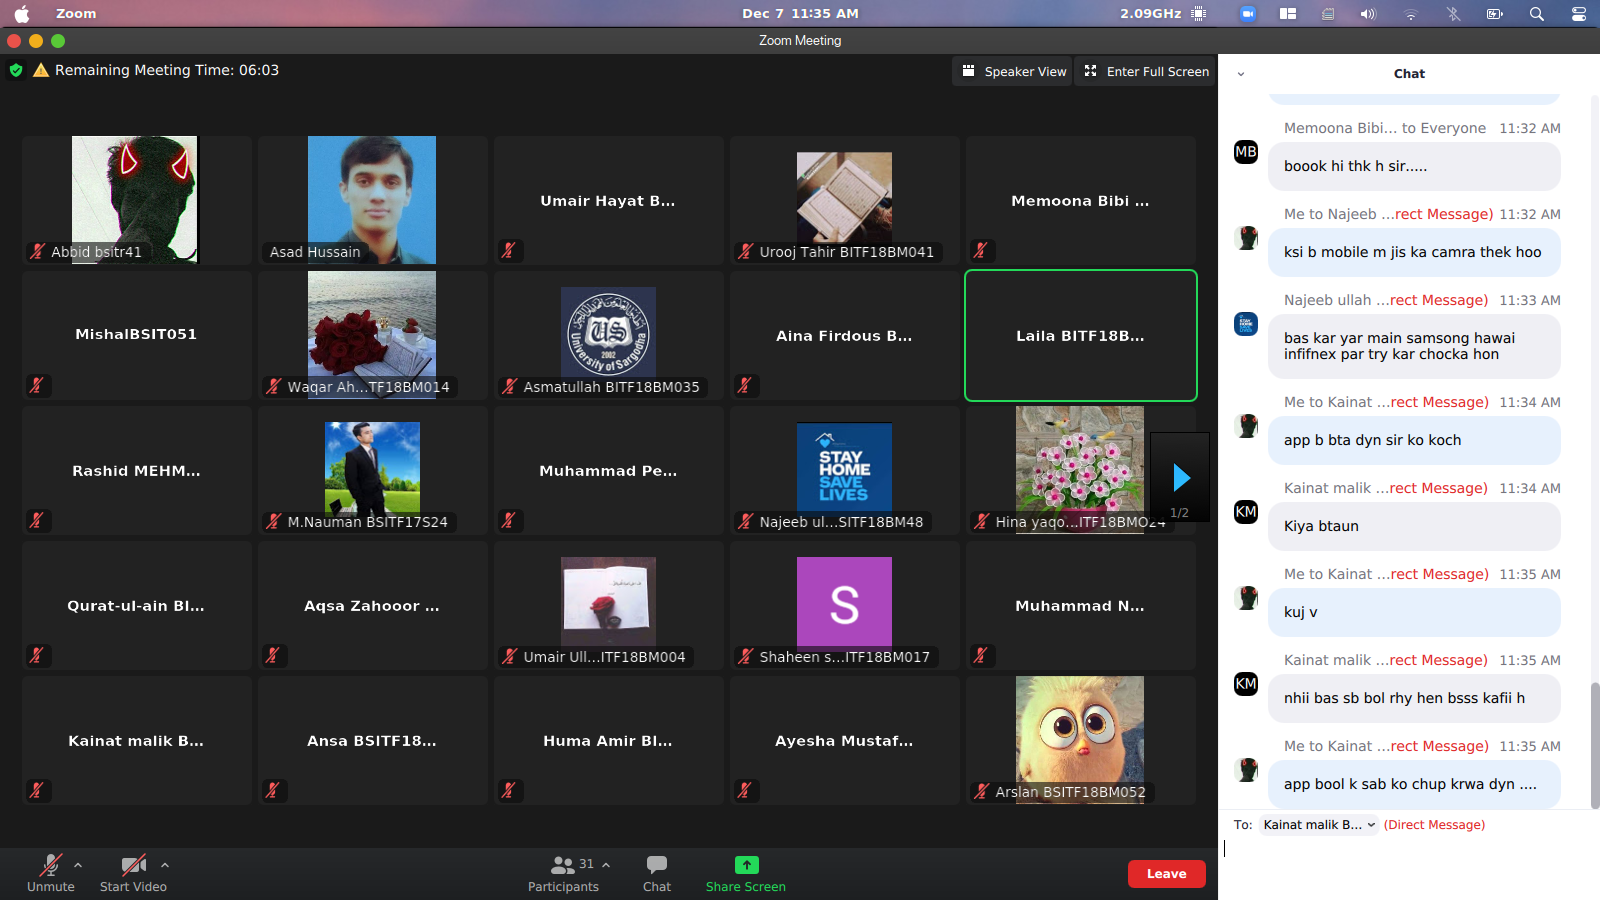 Zoom
Dec 7 11:35 AM
2.09GHz
Zoom Meeting
Remaining Meeting Time: 06:03
Speaker View
Enter Full Screen
Abbid bsitr41
Asad Hussain
Umair Hayat B...
Urooj Tahir BITF18BM041
Memoona Bibi ...
MishalBSIT051
Waqar Ah...TF18BM014
University of Sargodha
US
2002
Asmatullah BITF18BM035
Aina Firdous B...
Laila BITF18B...
Rashid MEHM...
M.Nauman BSITF17S24
Muhammad Pe...
STAY
HOME
SAVE
LIVES
Najeeb ul...SITF18BM48
Hina yaqo...ITF18BMO24
1/2
Qurat-ul-ain BI...
Aqsa Zahooor ...
Umair Ull...ITF18BM004
S
Shaheen s...ITF18BM017
Muhammad N...
Kainat malik B...
Ansa BSITF18...
Huma Amir BI...
Ayesha Mustaf...
Arslan BSITF18BM052
Unmute
Start Video
31
Participants
Chat
Share Screen
Leave
Chat
Memoona Bibi... to Everyone 11:32 AM
MB
boook hi thk h sir.....
Me to Najeeb ...rect Message) 11:32 AM
ksi b mobile m jis ka camra thek hoo
Najeeb ullah ...rect Message) 11:33 AM
bas kar yar main samsong hawai
infifnex par try kar chocka hon
Me to Kainat ...rect Message) 11:34 AM
app b bta dyn sir ko koch
Kainat malik ...rect Message) 11:34 AM
KM
Kiya btaun
Me to Kainat ...rect Message) 11:35 AM
kuj v
Kainat malik ...rect Message) 11:35 AM
KM
nhii bas sb bol rhy hen bsss kafii h
Me to Kainat ...rect Message) 11:35 AM
app bool k sab ko chup krwa dyn ....
To: Kainat malik B... (Direct Message)